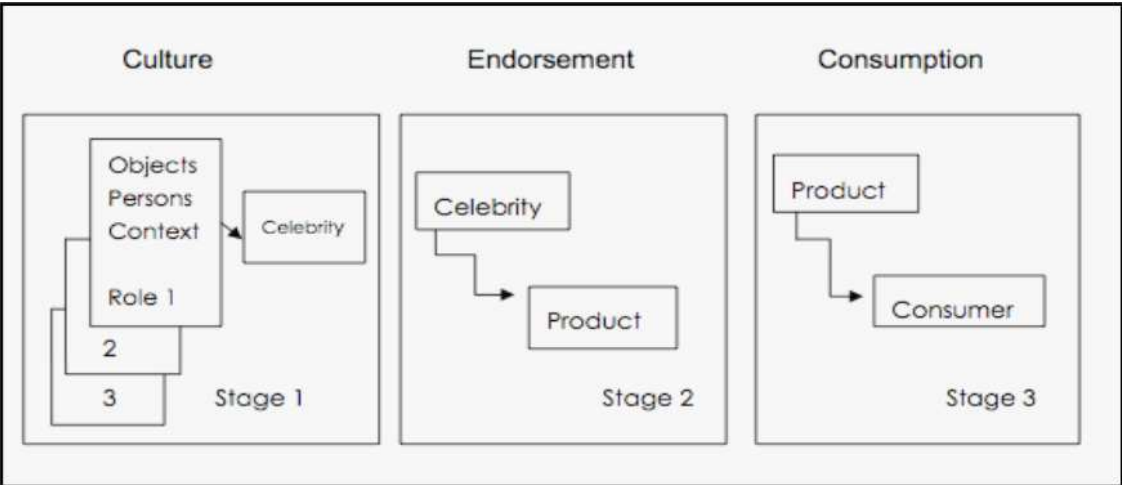 Culture
Endorsement
Consumption
Objects
Persons
Context
Role 1
2
3
Celebrity
Stage 1
Celebrity
Product
Stage 2
Product
Consumer
Stage 3